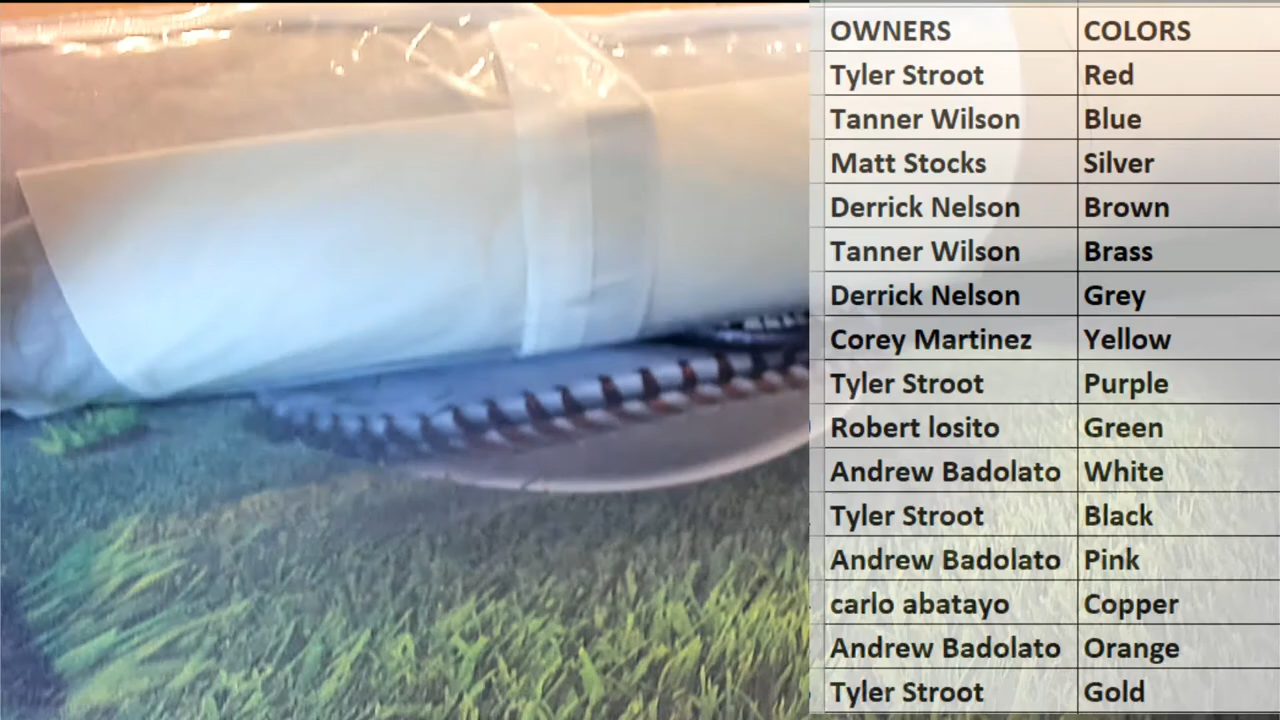 OWNERS COLORS
Tyler Stroot Red
Tanner Wilson Blue
Matt Stocks Silver
Derrick Nelson Brown
Tanner Wilson Brass
Derrick Nelson Grey
Corey Martinez Yellow
Tyler Stroot Purple
Robert losito Green
Andrew Badolato White
Tyler Stroot Black
Andrew Badolato Pink
carlo abatayo Copper
Andrew Badolato Orange
Tyler Stroot Gold